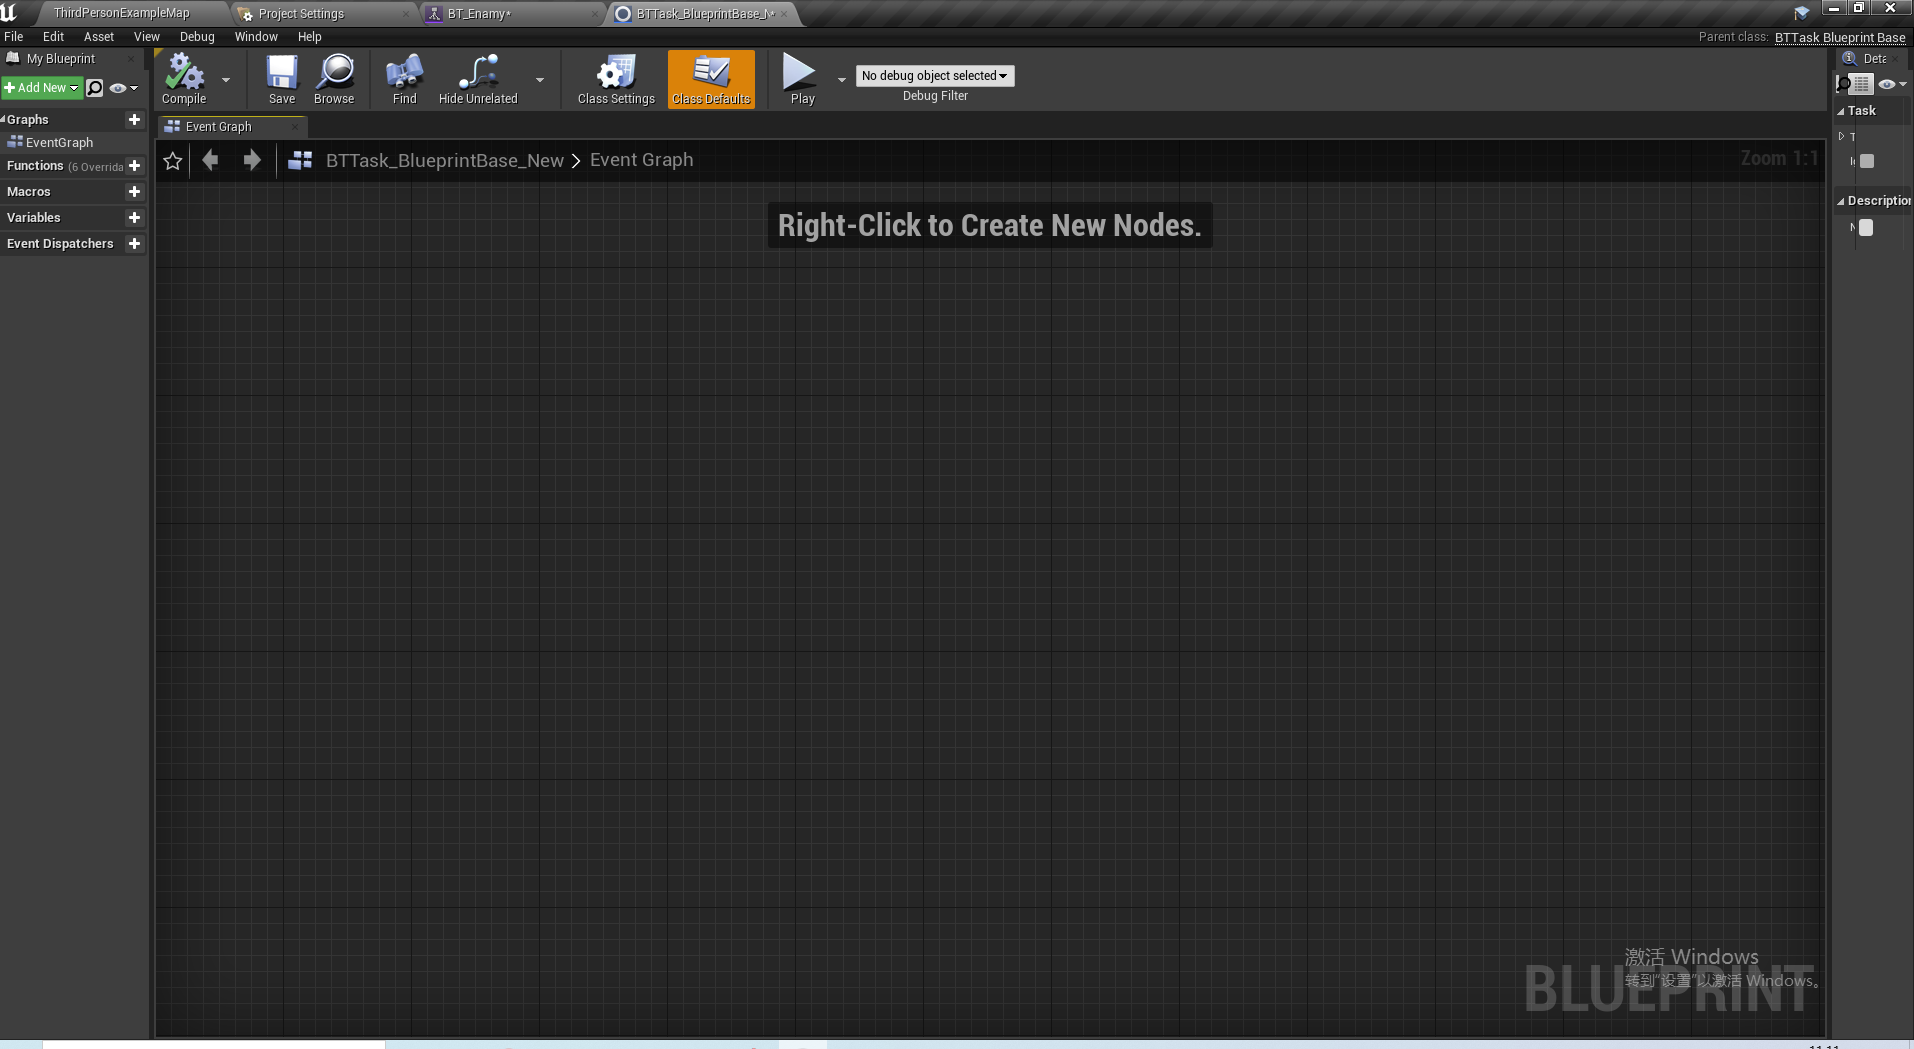 ThirdPersonExampleMap
Project Settings
BT_Enamy*
BTTask_BlueprintBase_N*
File Edit Asset View Debug Window Help
Parent class: BTTask Blueprint Base
My Blueprint
Add New
Graphs
EventGraph
Functions (6 Overrida
Macros
Variables
Event Dispatchers
Compile
Save
Browse
Find
Hide Unrelated
Class Settings
Class Defaults
Play
No debug object selected
Debug Filter
Event Graph
BTTask_BlueprintBase_New > Event Graph
Zoom 1:1
Right-Click to Create New Nodes.
Deta
Task
T
Description
N
激活 Windows
转到"设置"以激活 Windows。
BLUEPRINT